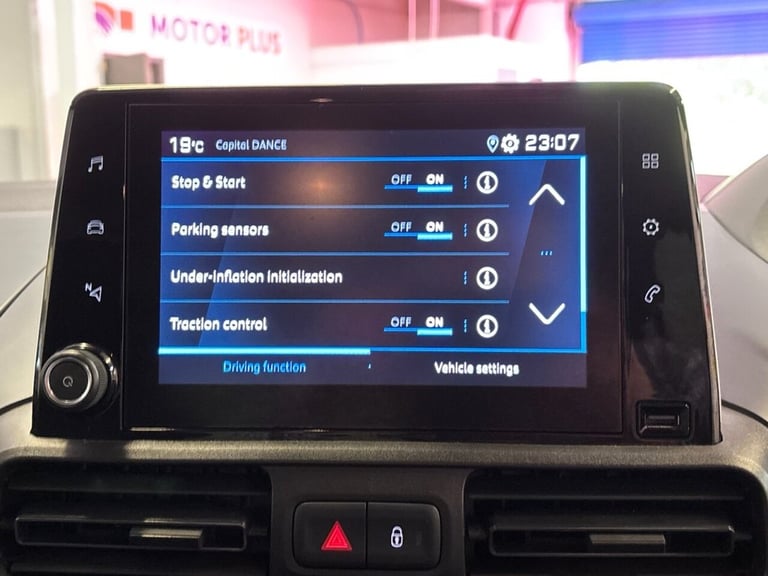 MOTOR PLUS
19°C Capital DANCE 23:07
Stop & Start OFF ON
Parking sensors OFF ON
Under-inflation initialization
Traction control OFF ON
Driving function Vehicle settings
N